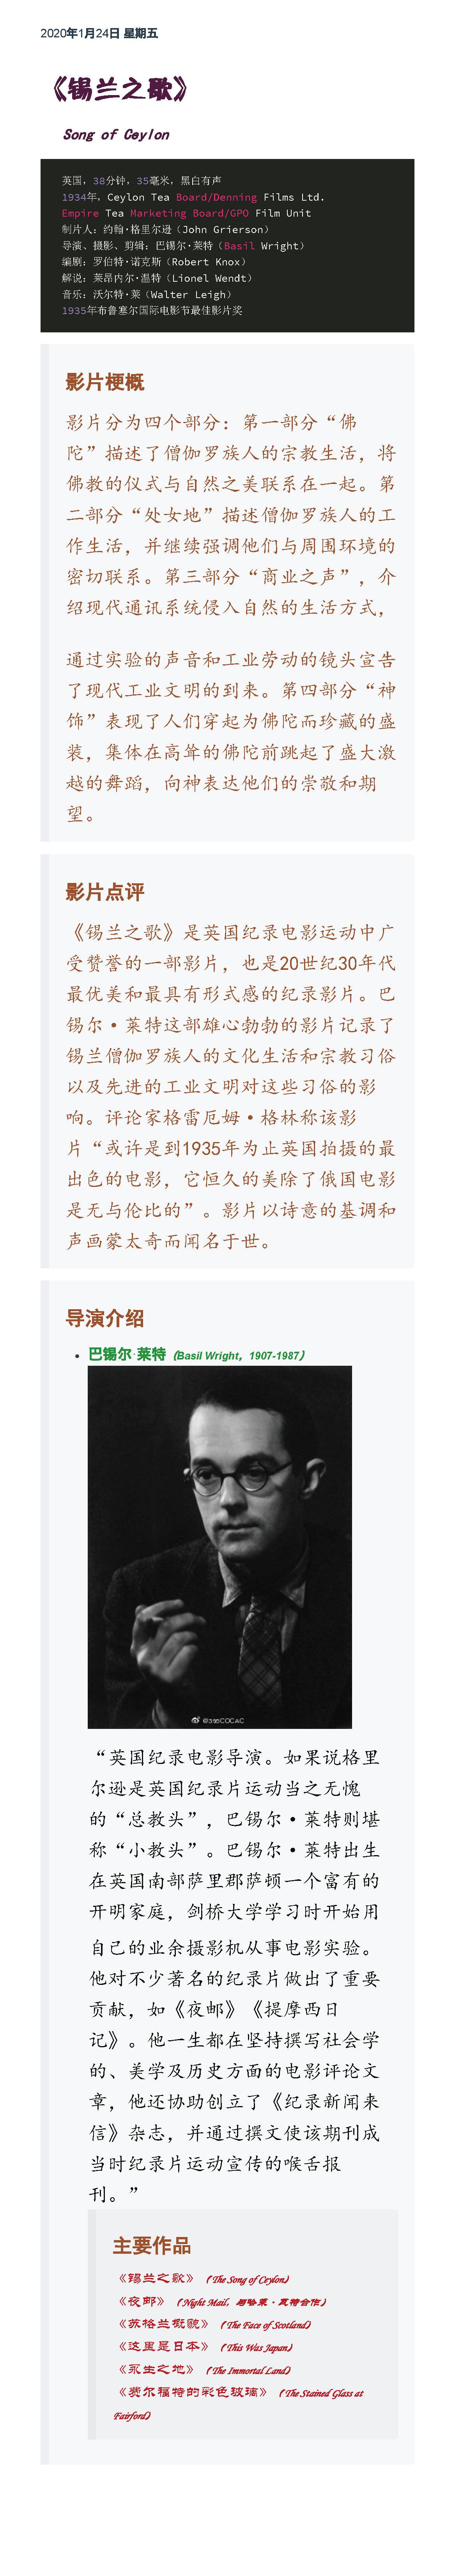 2020年1月24日 星期五
《锡兰之歌》
Song of Ceylon
英国，38分钟，35毫米，黑白有声
1934年，Ceylon Tea Board/Denning Films Ltd.
Empire Tea Marketing Board/GPO Film Unit
制片人：约翰·格里尔逊（John Grierson）
导演、摄影、剪辑：巴锡尔·莱特（Basil Wright）
编剧：罗伯特·诺克斯（Robert Knox）
解说：莱昂内尔·温特（Lionel Wendt）
音乐：沃尔特·莱（Walter Leigh）
1935年布鲁塞尔国际电影节最佳影片奖
影片梗概
影片分为四个部分：第一部分“佛
陀”描述了僧伽罗族人的宗教生活，将
佛教的仪式与自然之美联系在一起。第
二部分“处女地”描述僧伽罗族人的工
作生活，并继续强调他们与周围环境的
密切联系。第三部分“商业之声”，介
绍现代通讯系统侵入自然的生活方式，
通过实验的声音和工业劳动的镜头宣告
了现代工业文明的到来。第四部分“神
饰”表现了人们穿起为佛陀而珍藏的盛
装，集体在高耸的佛陀前跳起了盛大激
越的舞蹈，向神表达他们的崇敬和期
望。
影片点评
《锡兰之歌》是英国纪录电影运动中广
受赞誉的一部影片，也是20世纪30年代
最优美和最具有形式感的纪录影片。巴
锡尔·莱特这部雄心勃勃的影片记录了
锡兰僧伽罗族人的文化生活和宗教习俗
以及先进的工业文明对这些习俗的影
响。评论家格雷厄姆·格林称该影
片“或许是到1935年为止英国拍摄的最
出色的电影，它恒久的美除了俄国电影
是无与伦比的”。影片以诗意的基调和
声画蒙太奇而闻名于世。
导演介绍
巴锡尔·莱特（Basil Wright，1907-1987）
@395COCAC
“英国纪录电影导演。如果说格里
尔逊是英国纪录片运动当之无愧
的“总教头”，巴锡尔·莱特则堪
称“小教头”。巴锡尔·莱特出生
在英国南部萨里郡萨顿一个富有的
开明家庭，剑桥大学学习时开始用
自己的业余摄影机从事电影实验。
他对不少著名的纪录片做出了重要
贡献，如《夜邮》《提摩西日
记》。他一生都在坚持撰写社会学
的、美学及历史方面的电影评论文
章，他还协助创立了《纪录新闻来
信》杂志，并通过撰文使该期刊成
当时纪录片运动宣传的喉舌报
刊。”
主要作品
《锡兰之歌》（The Song of Ceylon）
《夜邮》（Night Mail，与哈莱·瓦特合作）
《苏格兰概貌》（The Face of Scotland）
《这里是日本》（This Was Japan）
《永生之地》（The Immortal Land）
《费尔福特的彩色玻璃》（The Stained Glass at
Fairford）